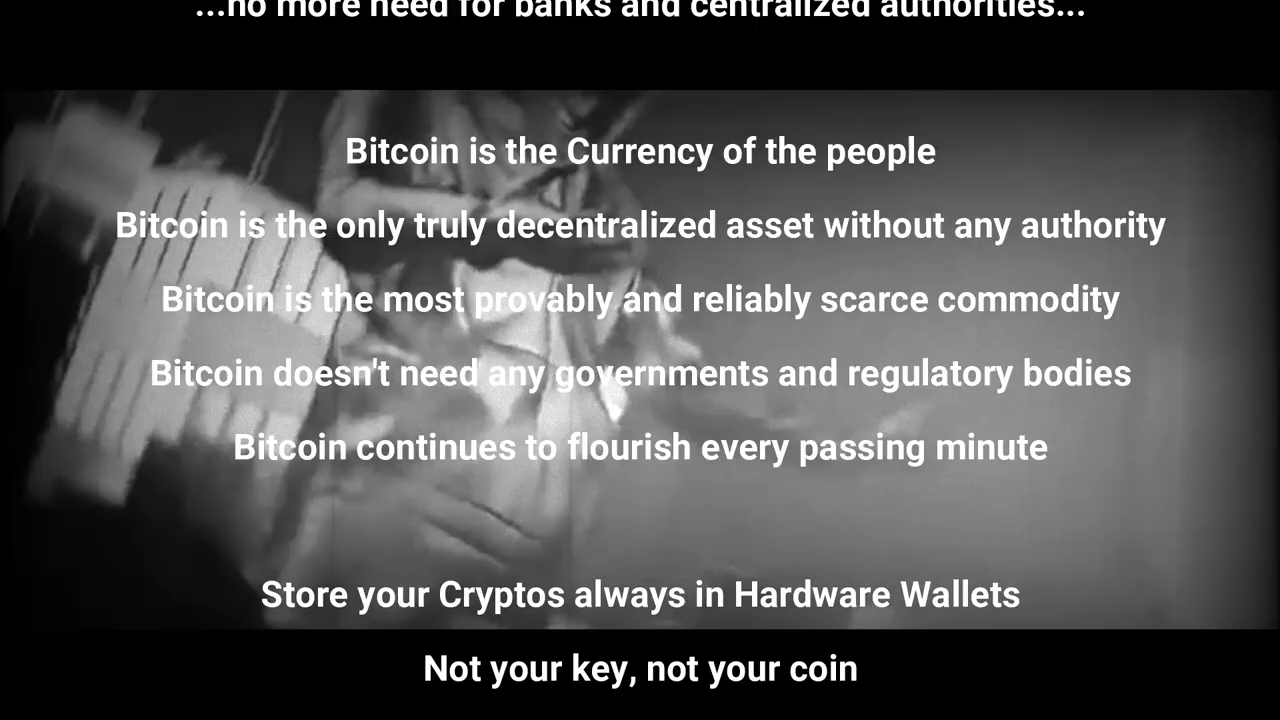 ...no more need for banks and centralized authorities...
Bitcoin is the Currency of the people
Bitcoin is the only truly decentralized asset without any authority
Bitcoin is the most provably and reliably scarce commodity
Bitcoin doesn't need any governments and regulatory bodies
Bitcoin continues to flourish every passing minute
Store your Cryptos always in Hardware Wallets
Not your key, not your coin